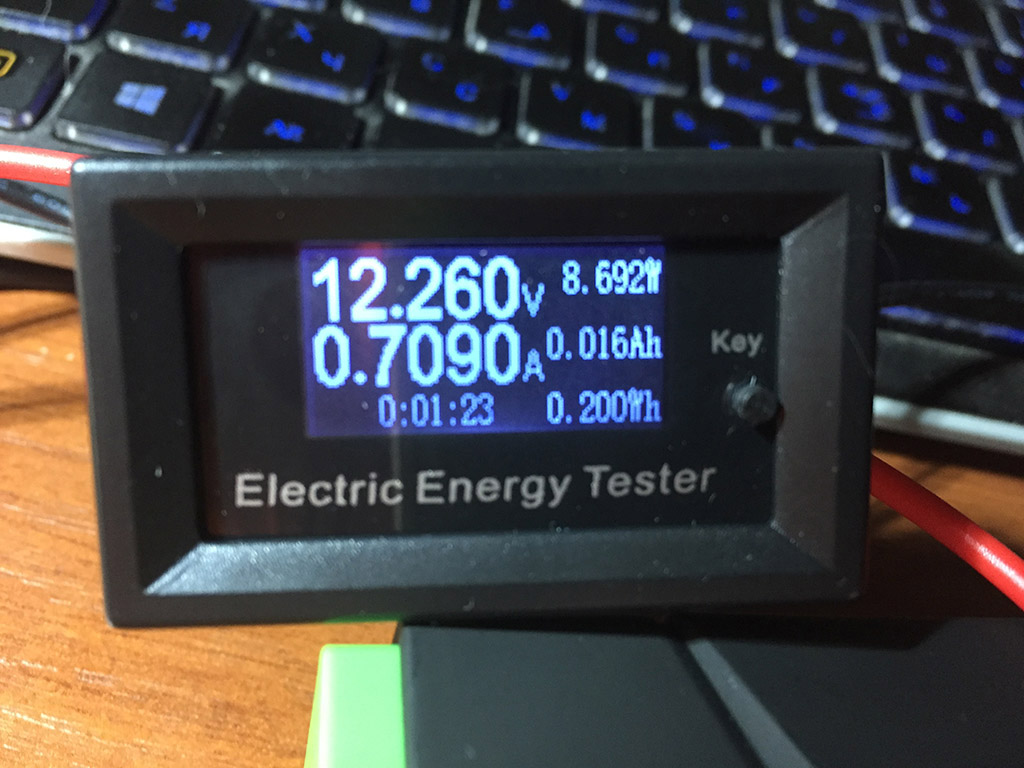 12.260V 8.692W
0.7090A 0.016Ah
0:01:23 0.200Wh
Key
Electric Energy Tester